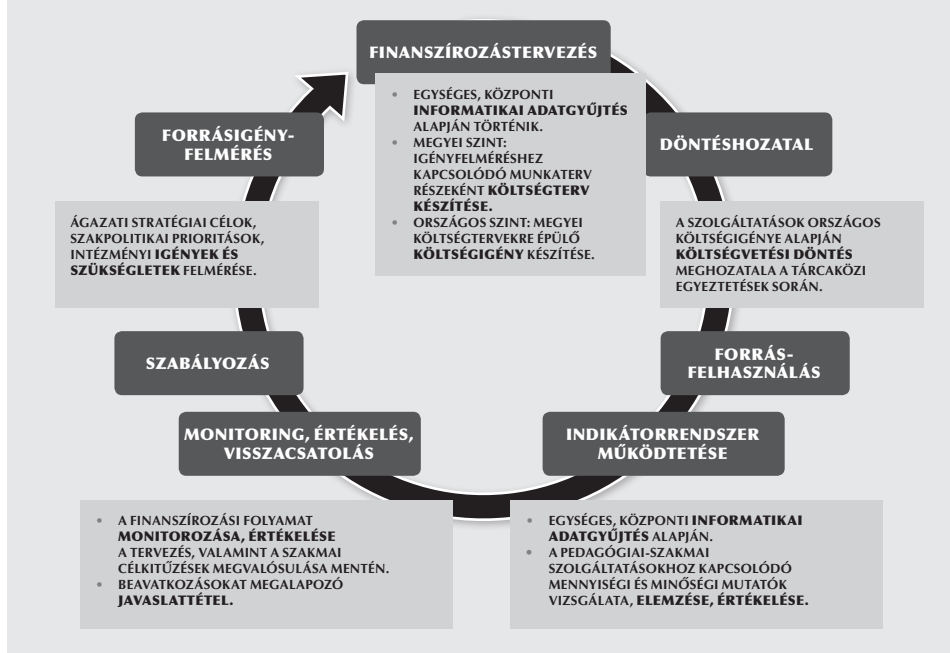 FINANSZÍROZÁSTERVEZÉS
• EGYSÉGES, KÖZPONTI
INFORMATIKAI ADATGYŰJTÉS
ALAPJÁN TÖRTÉNIK.
• MEGYEI SZINT:
IGÉNYFELMÉRÉSHEZ
KAPCSOLÓDÓ MUNKATERV
RÉSZEKÉNT KÖLTSÉGTERV
KÉSZÍTÉSE.
• ORSZÁGOS SZINT: MEGYEI
KÖLTSÉGTERVEKRE ÉPÜLŐ
KÖLTSÉGIGÉNY KÉSZÍTÉSE.
DÖNTÉSHOZATAL
A SZOLGÁLTATÁSOK ORSZÁGOS
KÖLTSÉGIGÉNYE ALAPJÁN
KÖLTSÉGVETÉSI DÖNTÉS
MEGHOZATALA A TÁRCAKÖZI
EGYEZTETÉSEK SORÁN.
FORRÁS-
FELHASZNÁLÁS
INDIKÁTORRENDSZER
MŰKÖDTETÉSE
• EGYSÉGES, KÖZPONTI INFORMATIKAI
ADATGYŰJTÉS ALAPJÁN.
• A PEDAGÓGIAI-SZAKMAI
SZOLGÁLTATÁSOKHOZ KAPCSOLÓDÓ
MENNYISÉGI ÉS MINŐSÉGI MUTATÓK
VIZSGÁLATA, ELEMZÉSE, ÉRTÉKELÉSE.
MONITORING, ÉRTÉKELÉS,
VISSZACSATOLÁS
• A FINANSZÍROZÁSI FOLYAMAT
MONITOROZÁSA, ÉRTÉKELÉSE
A TERVEZÉS, VALAMINT A SZAKMAI
CÉLKITŰZÉSEK MEGVALÓSULÁSA MENTÉN.
• BEAVATKOZÁSOKAT MEGALAPOZÓ
JAVASLATTÉTEL.
SZABÁLYOZÁS
FORRÁSIGÉNY-
FELMÉRÉS
ÁGAZATI STRATÉGIAI CÉLOK,
SZAKPOLITIKAI PRIORITÁSOK,
INTÉZMÉNYI IGÉNYEK ÉS
SZÜKSÉGLETEK FELMÉRÉSE.